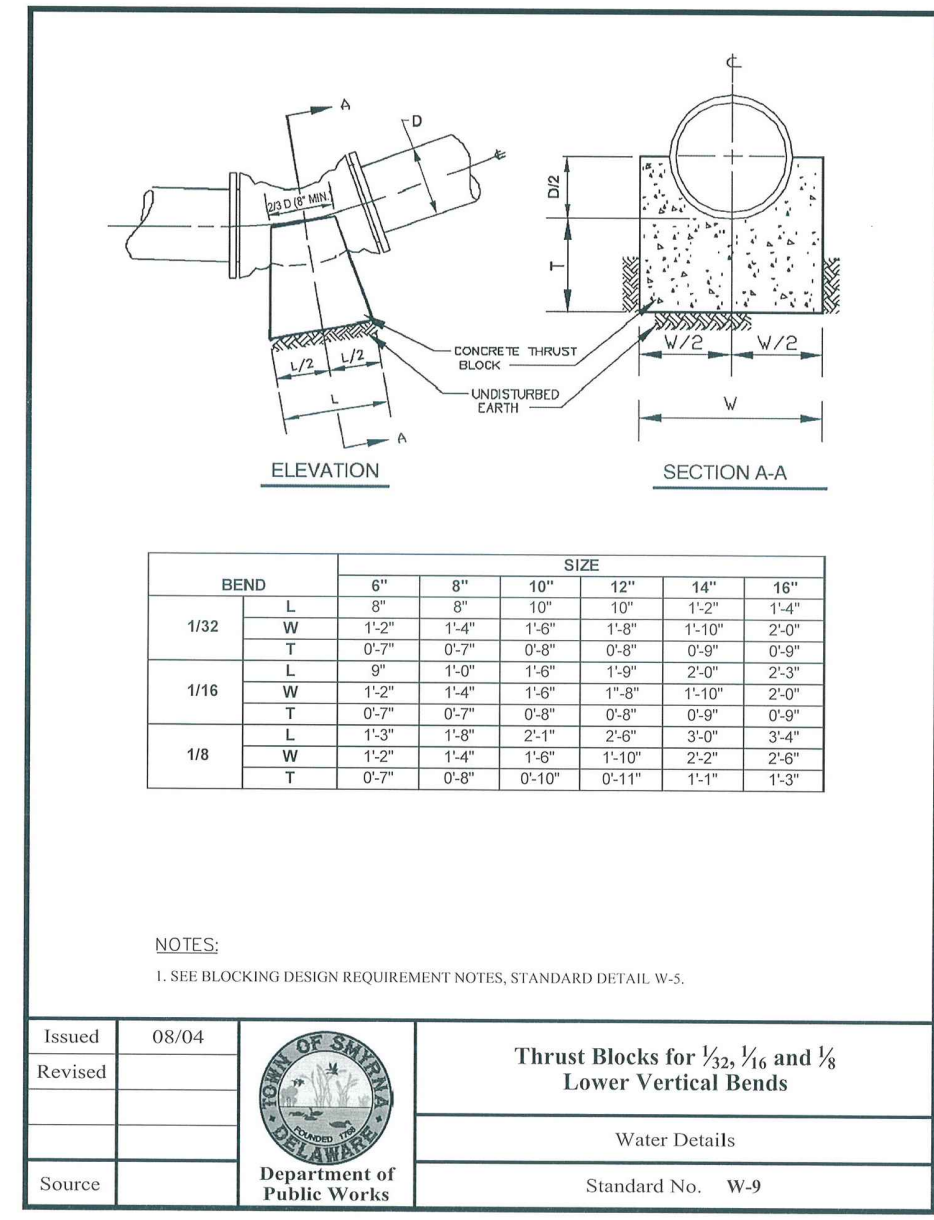 A
D
2/3 D (8" MIN.)
L/2 L/2
L
A
ELEVATION
CONCRETE THRUST
BLOCK
UNDISTURBED
EARTH
℄
D/2
T
W/2 W/2
W
SECTION A-A
BEND SIZE
6" 8" 10" 12" 14" 16"
1/32 L 8" 8" 10" 10" 1'-2" 1'-4"
W 1'-2" 1'-4" 1'-6" 1'-8" 1'-10" 2'-0"
T 0'-7" 0'-7" 0'-8" 0'-8" 0'-9" 0'-9"
1/16 L 9" 1'-0" 1'-6" 1'-9" 2'-0" 2'-3"
W 1'-2" 1'-4" 1'-6" 1"-8" 1'-10" 2'-0"
T 0'-7" 0'-7" 0'-8" 0'-8" 0'-9" 0'-9"
1/8 L 1'-3" 1'-8" 2'-1" 2'-6" 3'-0" 3'-4"
W 1'-2" 1'-4" 1'-6" 1'-10" 2'-2" 2'-6"
T 0'-7" 0'-8" 0'-10" 0'-11" 1'-1" 1'-3"
NOTES:
1. SEE BLOCKING DESIGN REQUIREMENT NOTES, STANDARD DETAIL W-5.
Issued 08/04
Revised
Source
TOWN OF SMYRNA
FOUNDED 1768
DELAWARE
Department of
Public Works
Thrust Blocks for 1/32, 1/16 and 1/8
Lower Vertical Bends
Water Details
Standard No. W-9